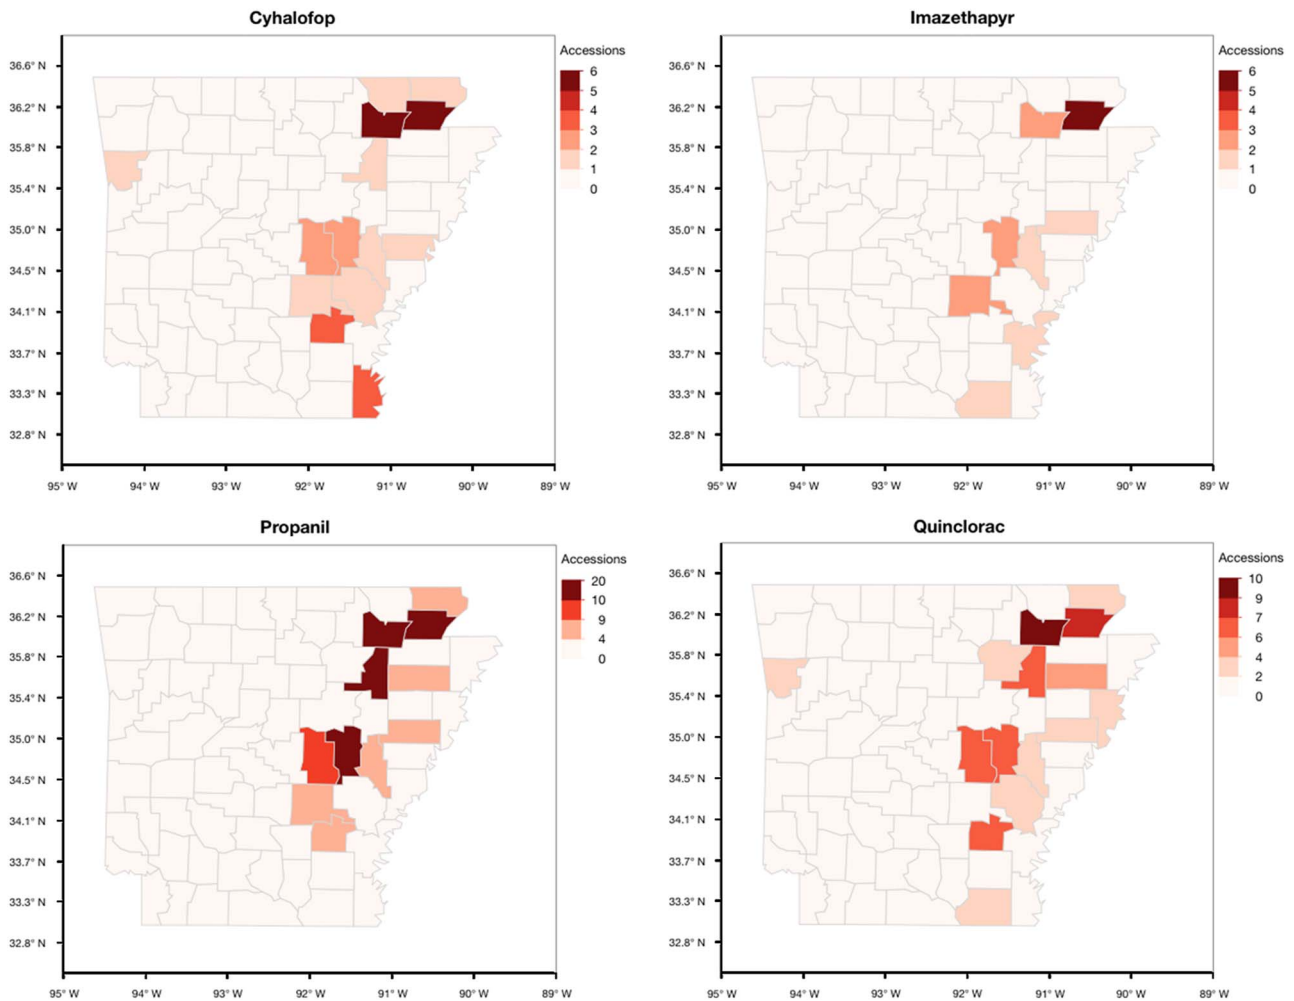 Cyhalofop
Accessions
6
5
4
3
2
1
0
36.6° N
36.2° N
35.8° N
35.4° N
35.0° N
34.5° N
34.1° N
33.7° N
33.3° N
32.8° N
95° W 94° W 93° W 92° W 91° W 90° W 89° W
Imazethapyr
Accessions
6
5
4
3
2
1
0
36.6° N
36.2° N
35.8° N
35.4° N
35.0° N
34.5° N
34.1° N
33.7° N
33.3° N
32.8° N
95° W 94° W 93° W 92° W 91° W 90° W 89° W
Propanil
Accessions
20
10
9
4
0
36.6° N
36.2° N
35.8° N
35.4° N
35.0° N
34.5° N
34.1° N
33.7° N
33.3° N
32.8° N
95° W 94° W 93° W 92° W 91° W 90° W 89° W
Quinclorac
Accessions
10
9
7
6
4
2
0
36.6° N
36.2° N
35.8° N
35.4° N
35.0° N
34.5° N
34.1° N
33.7° N
33.3° N
32.8° N
95° W 94° W 93° W 92° W 91° W 90° W 89° W